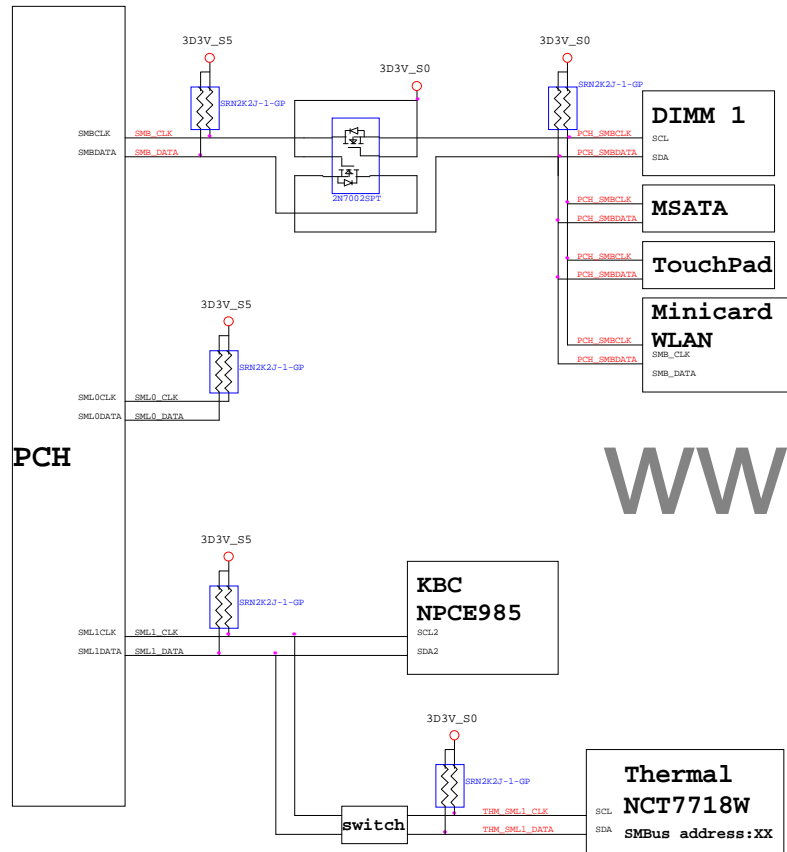 3D3V_S5
3D3V_S0
3D3V_S0
SRN2K2J-1-GP
SRN2K2J-1-GP
DIMM 1
SMBCLK
SMB_CLK
PCH_SMBCLK
SCL
SMBDATA
SMB_DATA
PCH_SMBDATA
SDA
2N7002SPT
PCH_SMBCLK
MSATA
PCH_SMBDATA
PCH_SMBCLK
TouchPad
PCH_SMBDATA
3D3V_S5
Minicard
WLAN
PCH_SMBCLK
SMB_CLK
PCH_SMBDATA
SMB_DATA
SRN2K2J-1-GP
SML0CLK
SML0_CLK
SML0DATA
SML0_DATA
PCH
WW
3D3V_S5
SRN2K2J-1-GP
KBC
NPCE985
SML1CLK
SML1_CLK
SCL2
SML1DATA
SML1_DATA
SDA2
3D3V_S0
SRN2K2J-1-GP
Thermal
NCT7718W
THM_SML1_CLK
SCL
switch
THM_SML1_DATA
SDA
SMBus address:XX